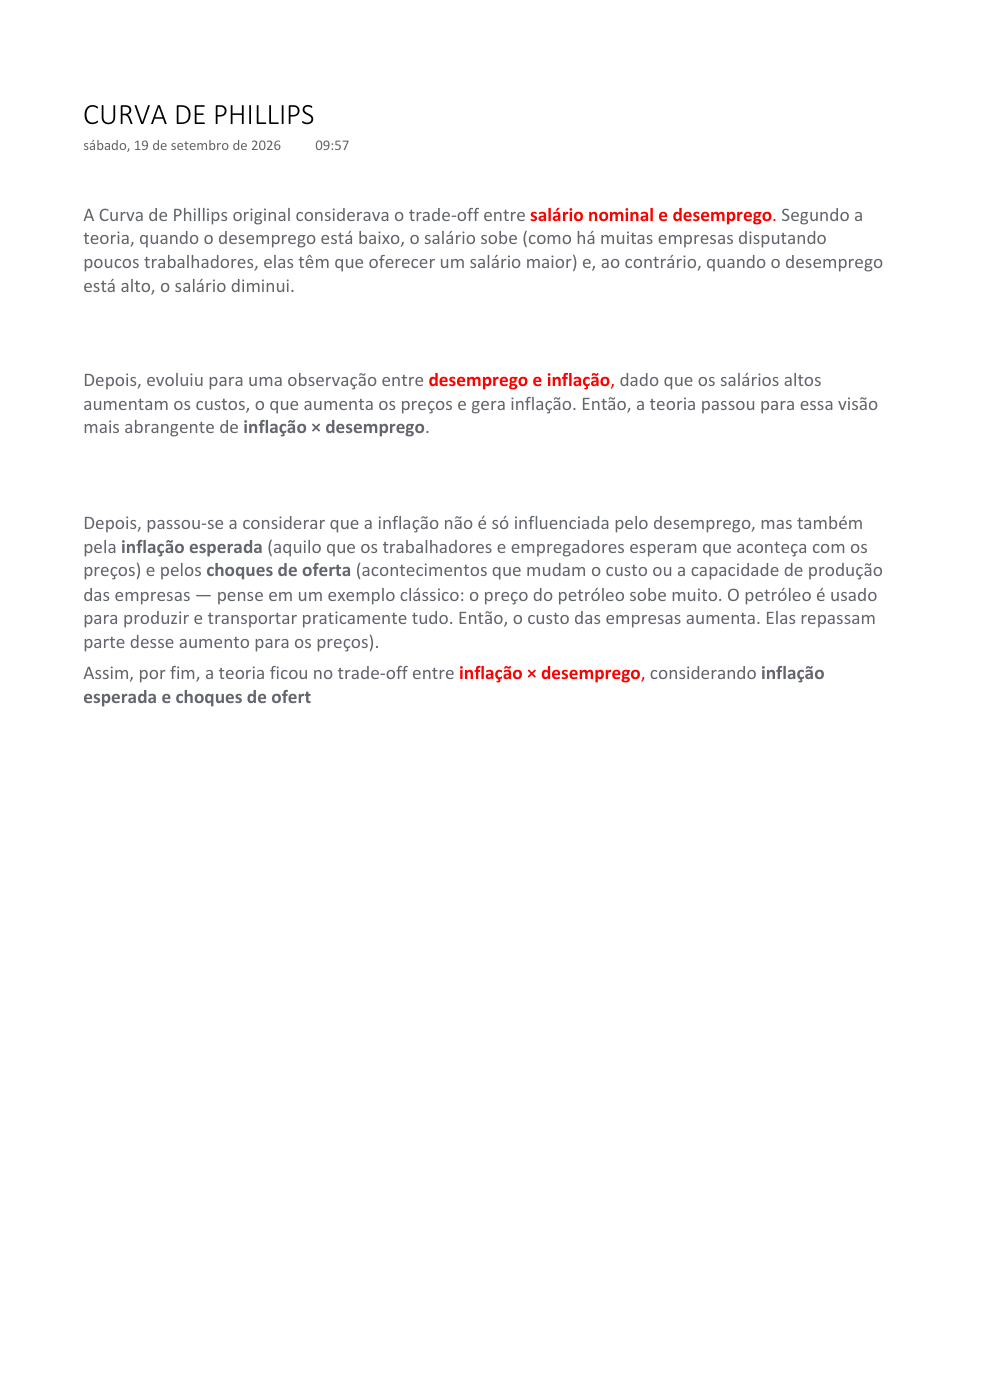 CURVA DE PHILLIPS
sábado, 19 de setembro de 2026 09:57
A Curva de Phillips original considerava o trade-off entre salário nominal e desemprego. Segundo a
teoria, quando o desemprego está baixo, o salário sobe (como há muitas empresas disputando
poucos trabalhadores, elas têm que oferecer um salário maior) e, ao contrário, quando o desemprego
está alto, o salário diminui.
Depois, evoluiu para uma observação entre desemprego e inflação, dado que os salários altos
aumentam os custos, o que aumenta os preços e gera inflação. Então, a teoria passou para essa visão
mais abrangente de inflação × desemprego.
Depois, passou-se a considerar que a inflação não é só influenciada pelo desemprego, mas também
pela inflação esperada (aquilo que os trabalhadores e empregadores esperam que aconteça com os
preços) e pelos choques de oferta (acontecimentos que mudam o custo ou a capacidade de produção
das empresas — pense em um exemplo clássico: o preço do petróleo sobe muito. O petróleo é usado
para produzir e transportar praticamente tudo. Então, o custo das empresas aumenta. Elas repassam
parte desse aumento para os preços).
Assim, por fim, a teoria ficou no trade-off entre inflação × desemprego, considerando inflação
esperada e choques de ofert